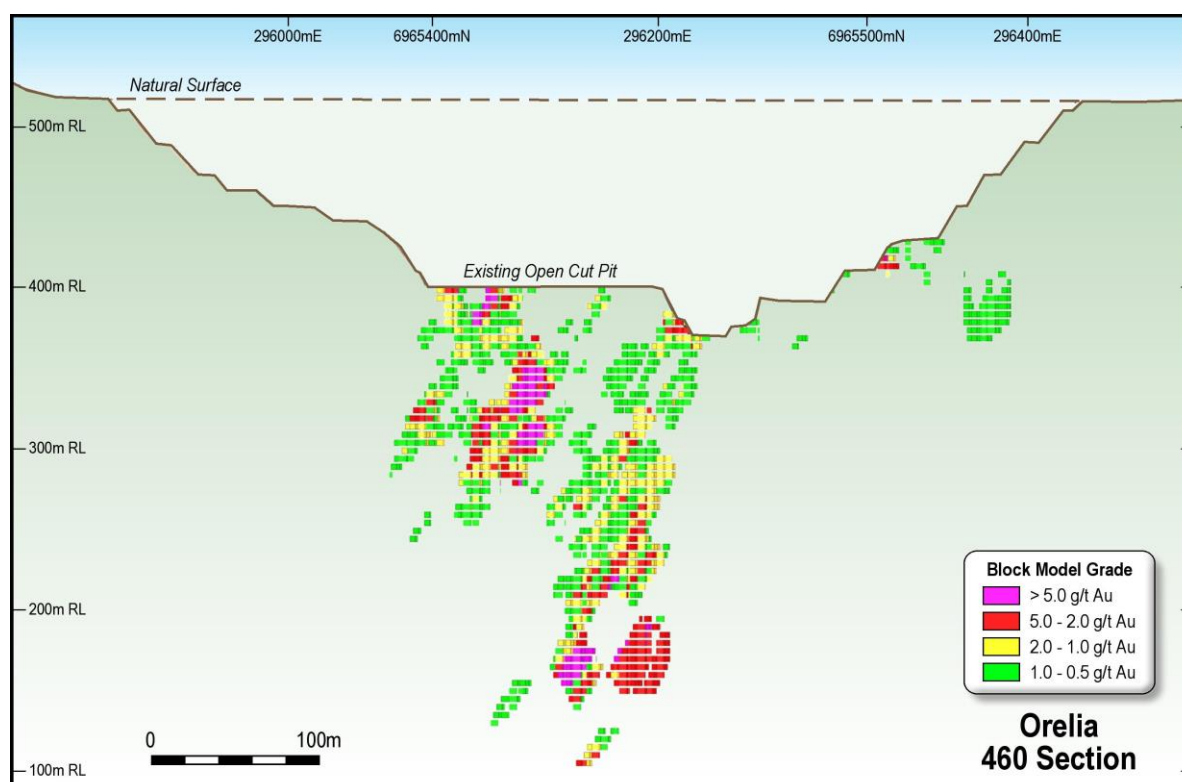 296000mE 6965400mN 296200mE 6965500mN 296400mE
Natural Surface
500m RL
Existing Open Cut Pit
400m RL
300m RL
200m RL
100m RL
Block Model Grade
> 5.0 g/t Au
5.0 - 2.0 g/t Au
2.0 - 1.0 g/t Au
1.0 - 0.5 g/t Au
0 100m
Orelia
460 Section